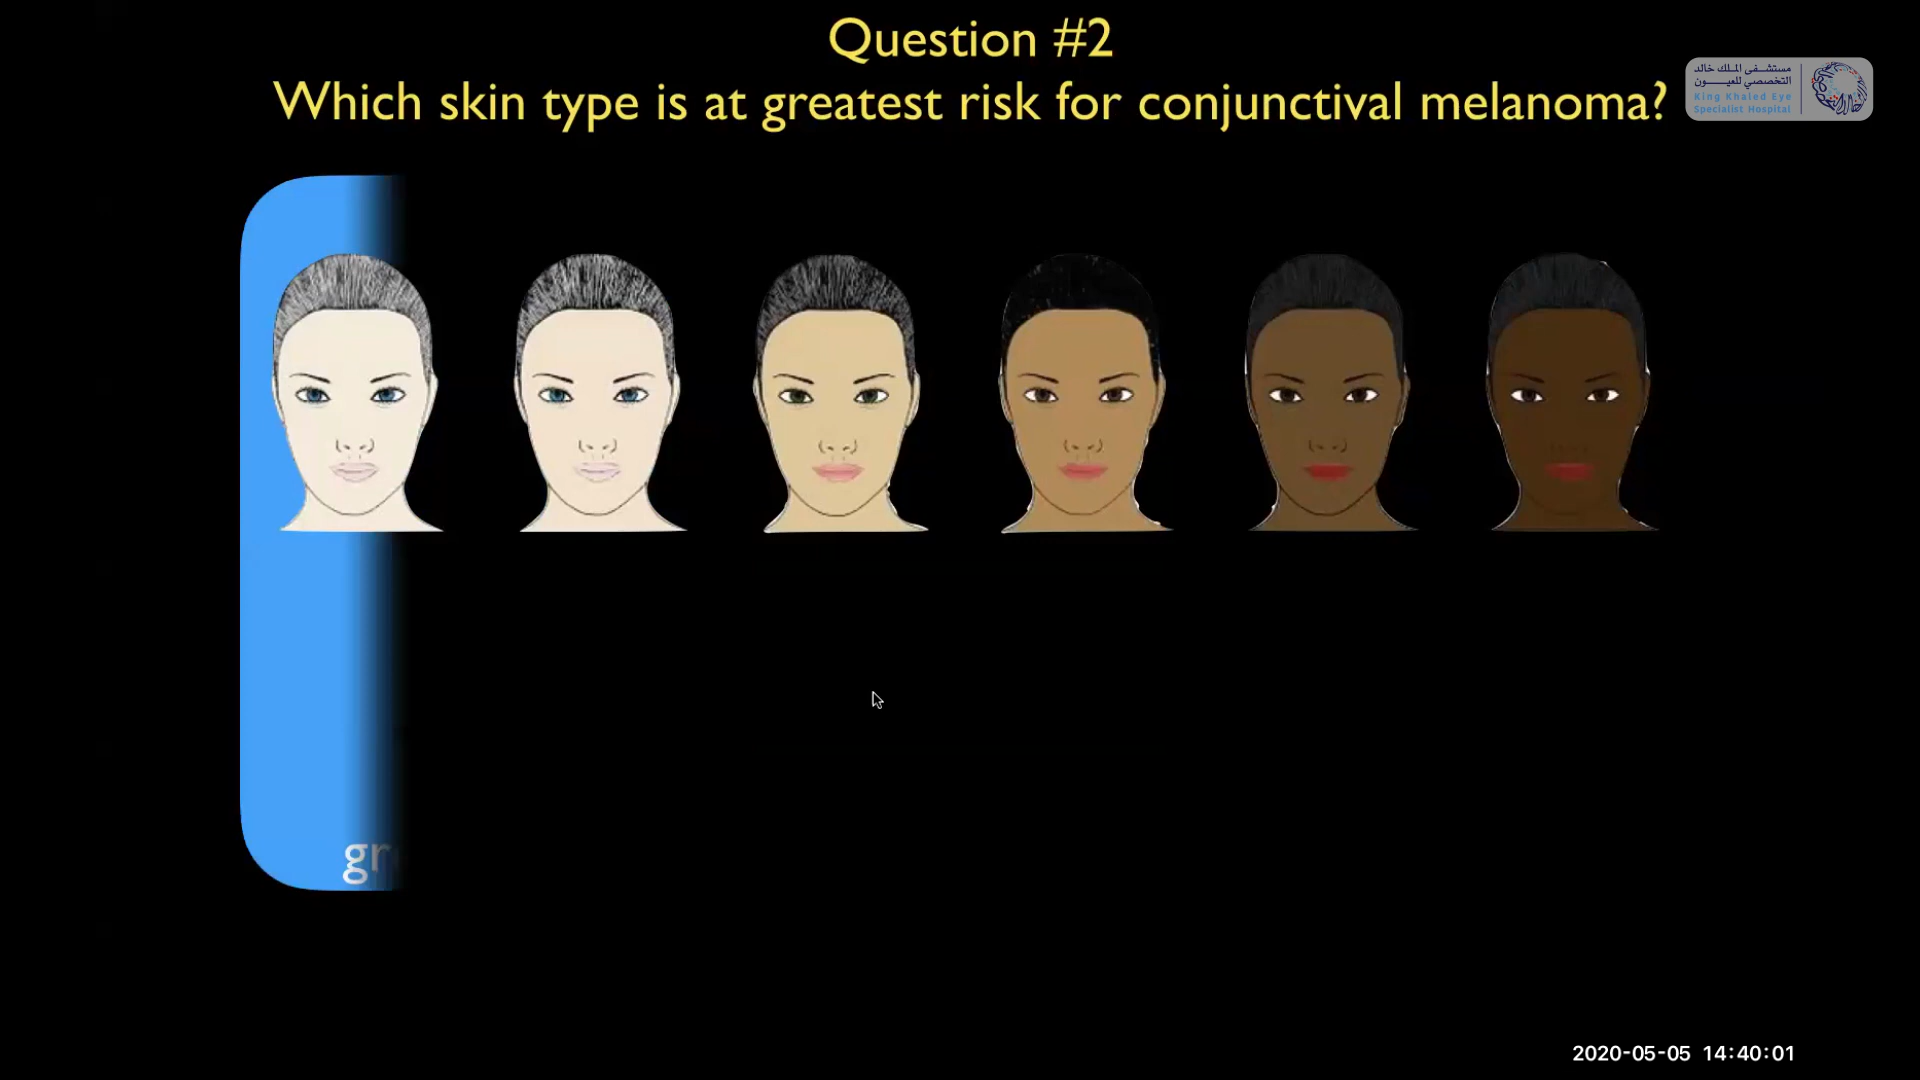 Question #2
Which skin type is at greatest risk for conjunctival melanoma?
مستشفى الملك خالد
التخصصي للعيون
King Khaled Eye
Specialist Hospital
gr
2020-05-05 14:40:01